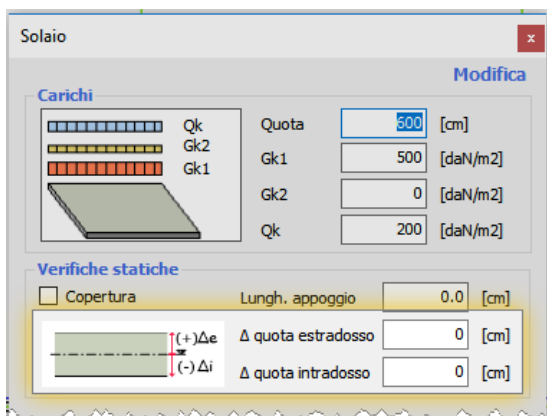 Solaio
x
Modifica
Carichi
Qk
Gk2
Gk1
Quota 600 [cm]
Gk1 500 [daN/m2]
Gk2 0 [daN/m2]
Qk 200 [daN/m2]
Verifiche statiche
Copertura Lungh. appoggio 0.0 [cm]
(+)Δe
(-)Δi
Δ quota estradosso 0 [cm]
Δ quota intradosso 0 [cm]